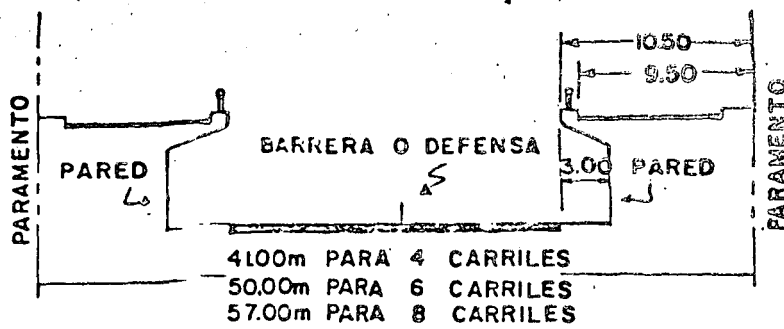 10.50
9.50
PARAMENTO
PARED
BARRERA O DEFENSA
3.00
PARED
PARAMENTO
41.00m PARA 4 CARRILES
50.00m PARA 6 CARRILES
57.00m PARA 8 CARRILES